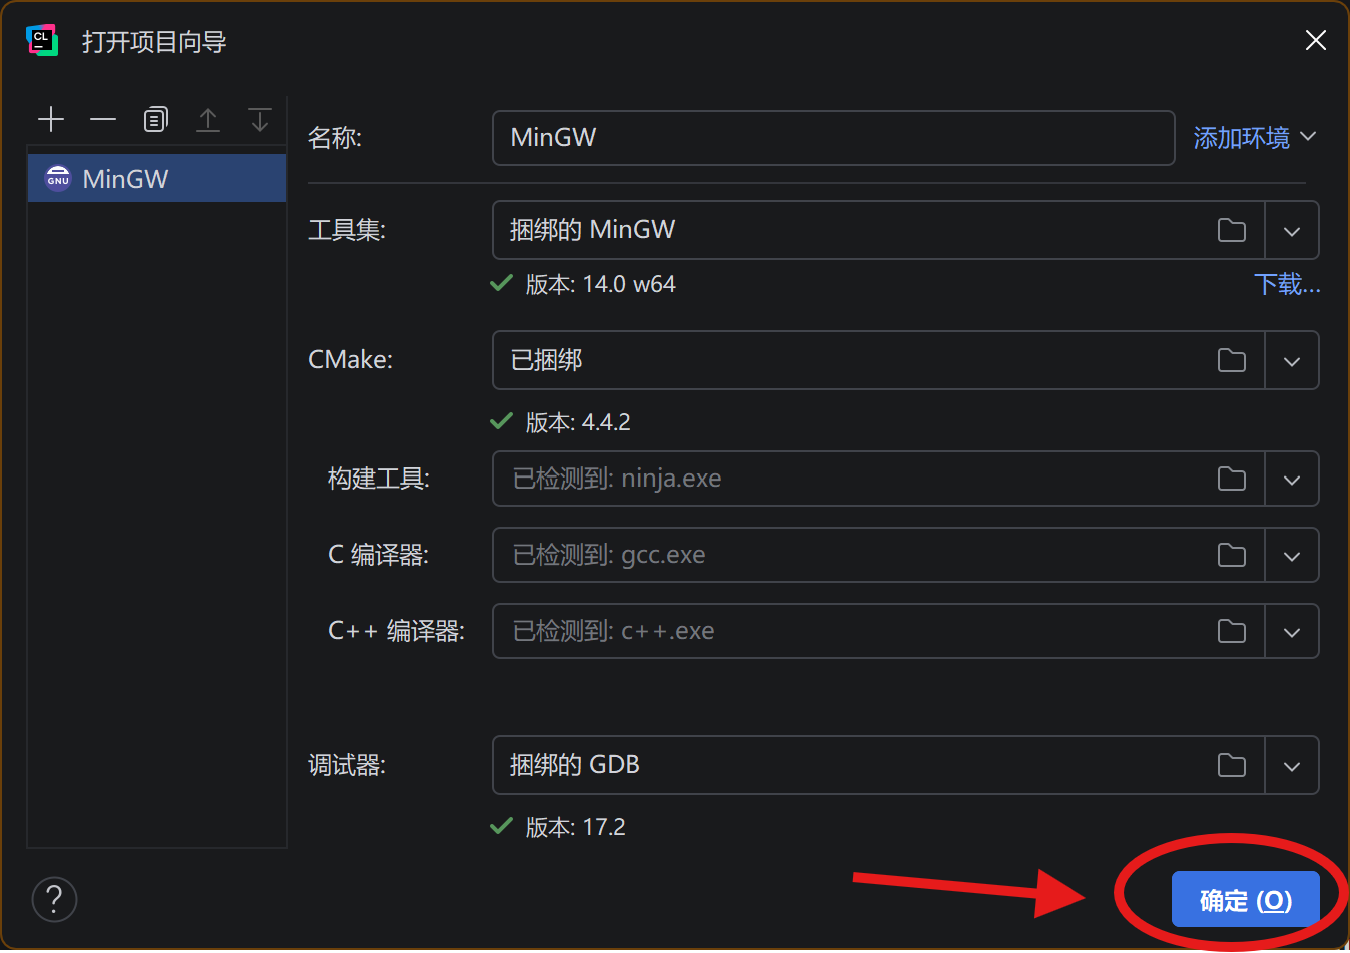 CL
打开项目向导
GNU MinGW
名称: MinGW 添加环境
工具集: 捆绑的 MinGW
版本: 14.0 w64 下载...
CMake: 已捆绑
版本: 4.4.2
构建工具: 已检测到: ninja.exe
C 编译器: 已检测到: gcc.exe
C++ 编译器: 已检测到: c++.exe
调试器: 捆绑的 GDB
版本: 17.2
? 确定 (O)